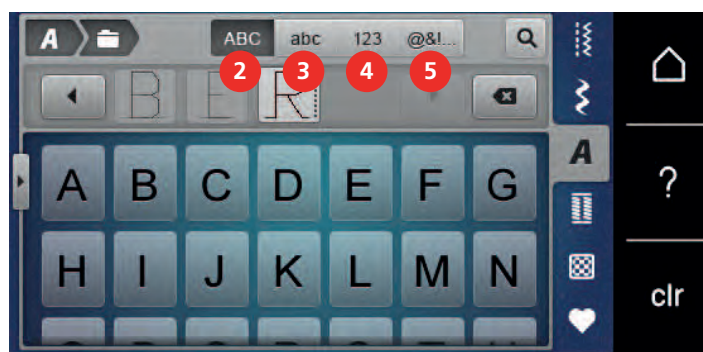 A ABC abc 123 @&!...
2 3 4 5
B E R
A B C D E F G A
?
H I J K L M N
clr